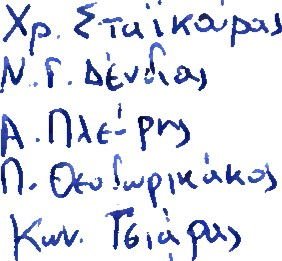 Χρ. Σταϊκούρας
Ν. Γ. Δένδιας
Α. Πλεύρης
Π. Θεοδωρικάκος
Κων. Τσιάρας